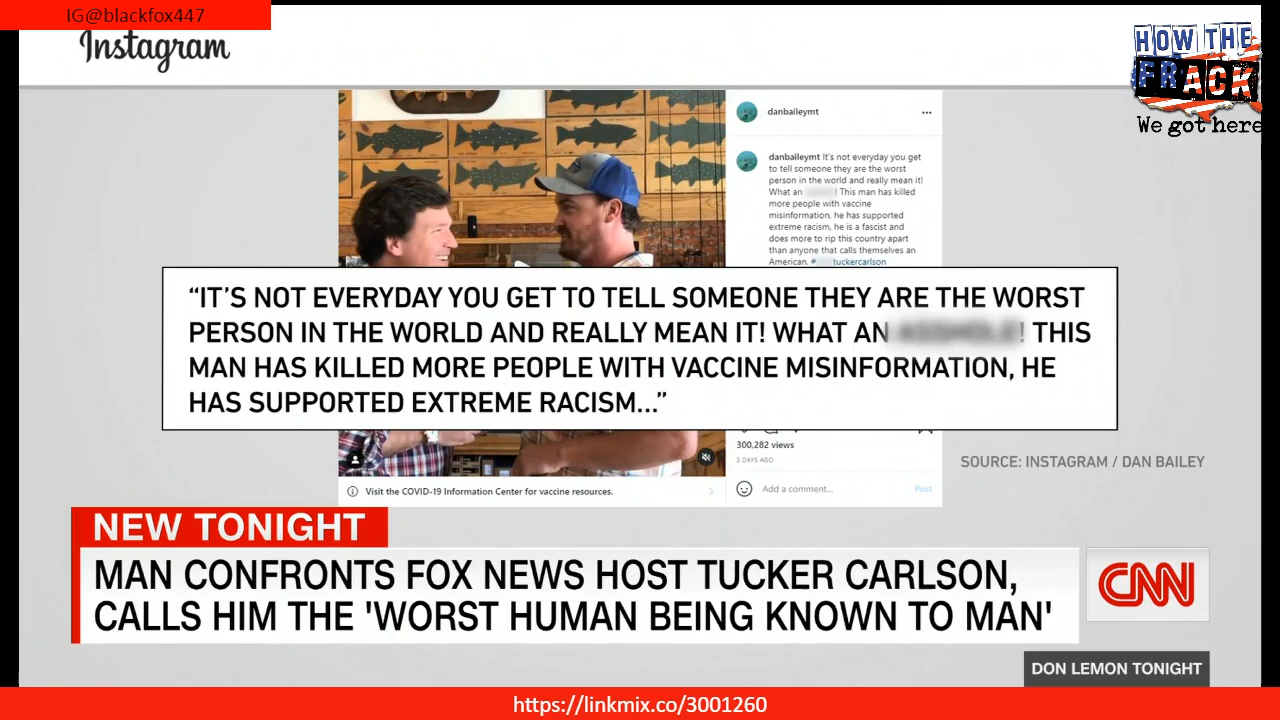 IG@blackfox447
Instagram
HOW THE
FRACK
We got here
danbaileymt
danbaileymt It's not everyday you get
to tell someone they are the worst
person in the world and really mean it!
What an ! This man has killed
more people with vaccine
misinformation, he has supported
extreme racism, he is a fascist and
does more to rip this country apart
than anyone that calls themselves an
American. # tuckercarlson
"IT'S NOT EVERYDAY YOU GET TO TELL SOMEONE THEY ARE THE WORST
PERSON IN THE WORLD AND REALLY MEAN IT! WHAT AN ! THIS
MAN HAS KILLED MORE PEOPLE WITH VACCINE MISINFORMATION, HE
HAS SUPPORTED EXTREME RACISM..."
300,282 views
2 DAYS AGO
SOURCE: INSTAGRAM / DAN BAILEY
Visit the COVID-19 Information Center for vaccine resources.
Add a comment...
Post
NEW TONIGHT
MAN CONFRONTS FOX NEWS HOST TUCKER CARLSON,
CALLS HIM THE 'WORST HUMAN BEING KNOWN TO MAN'
CNN
DON LEMON TONIGHT
https://linkmix.co/3001260